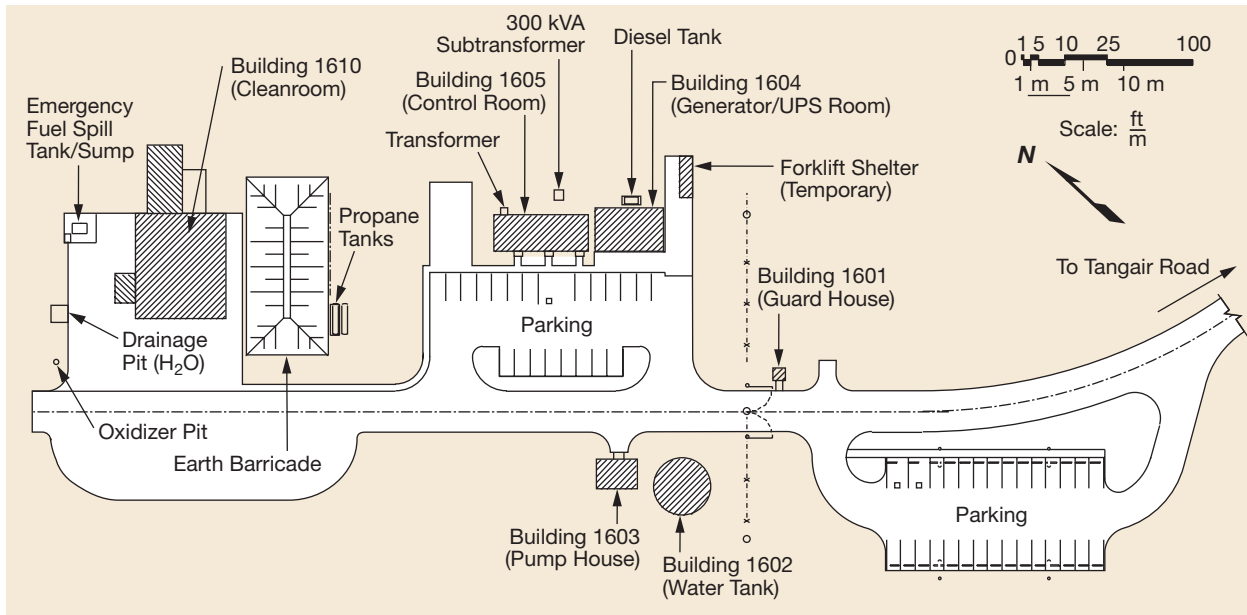 300 kVA
Subtransformer
Diesel Tank
Building 1610
(Cleanroom)
Building 1605
(Control Room)
Building 1604
(Generator/UPS Room)
Emergency
Fuel Spill
Tank/Sump
Transformer
Forklift Shelter
(Temporary)
0 1 5 10 25 100
1 m 5 m 10 m
Scale: ft
m
N
Propane
Tanks
To Tangair Road
Building 1601
(Guard House)
Parking
Drainage
Pit (H2O)
Oxidizer Pit
Earth Barricade
Building 1603
(Pump House)
Building 1602
(Water Tank)
Parking